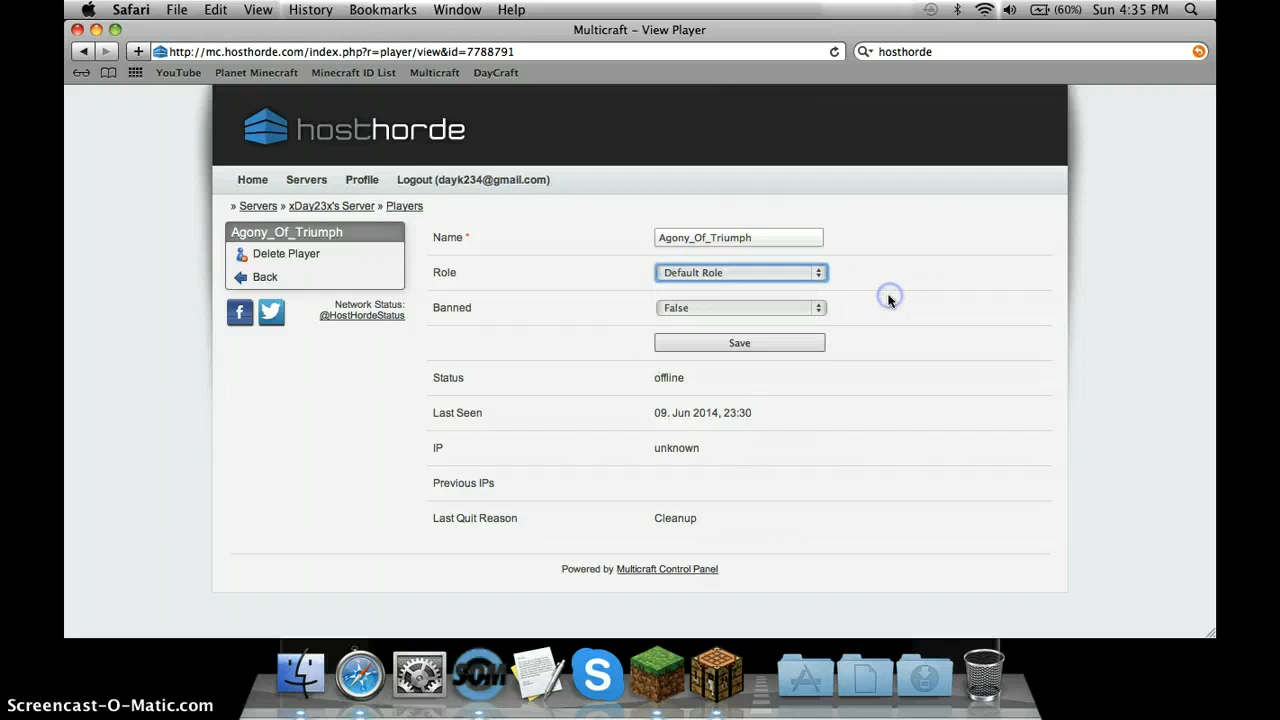 Safari File Edit View History Bookmarks Window Help (60%) Sun 4:35 PM
Multicraft – View Player
http://mc.hosthorde.com/index.php?r=player/view&id=7788791 hosthorde
YouTube Planet Minecraft Minecraft ID List Multicraft DayCraft
hosthorde
Home Servers Profile Logout (dayk234@gmail.com)
» Servers » xDay23x's Server » Players
Agony_Of_Triumph
Delete Player
Back
Network Status:
@HostHordeStatus
Name * Agony_Of_Triumph
Role Default Role
Banned False
Save
Status offline
Last Seen 09. Jun 2014, 23:30
IP unknown
Previous IPs
Last Quit Reason Cleanup
Powered by Multicraft Control Panel
SOM
Screencast-O-Matic.com